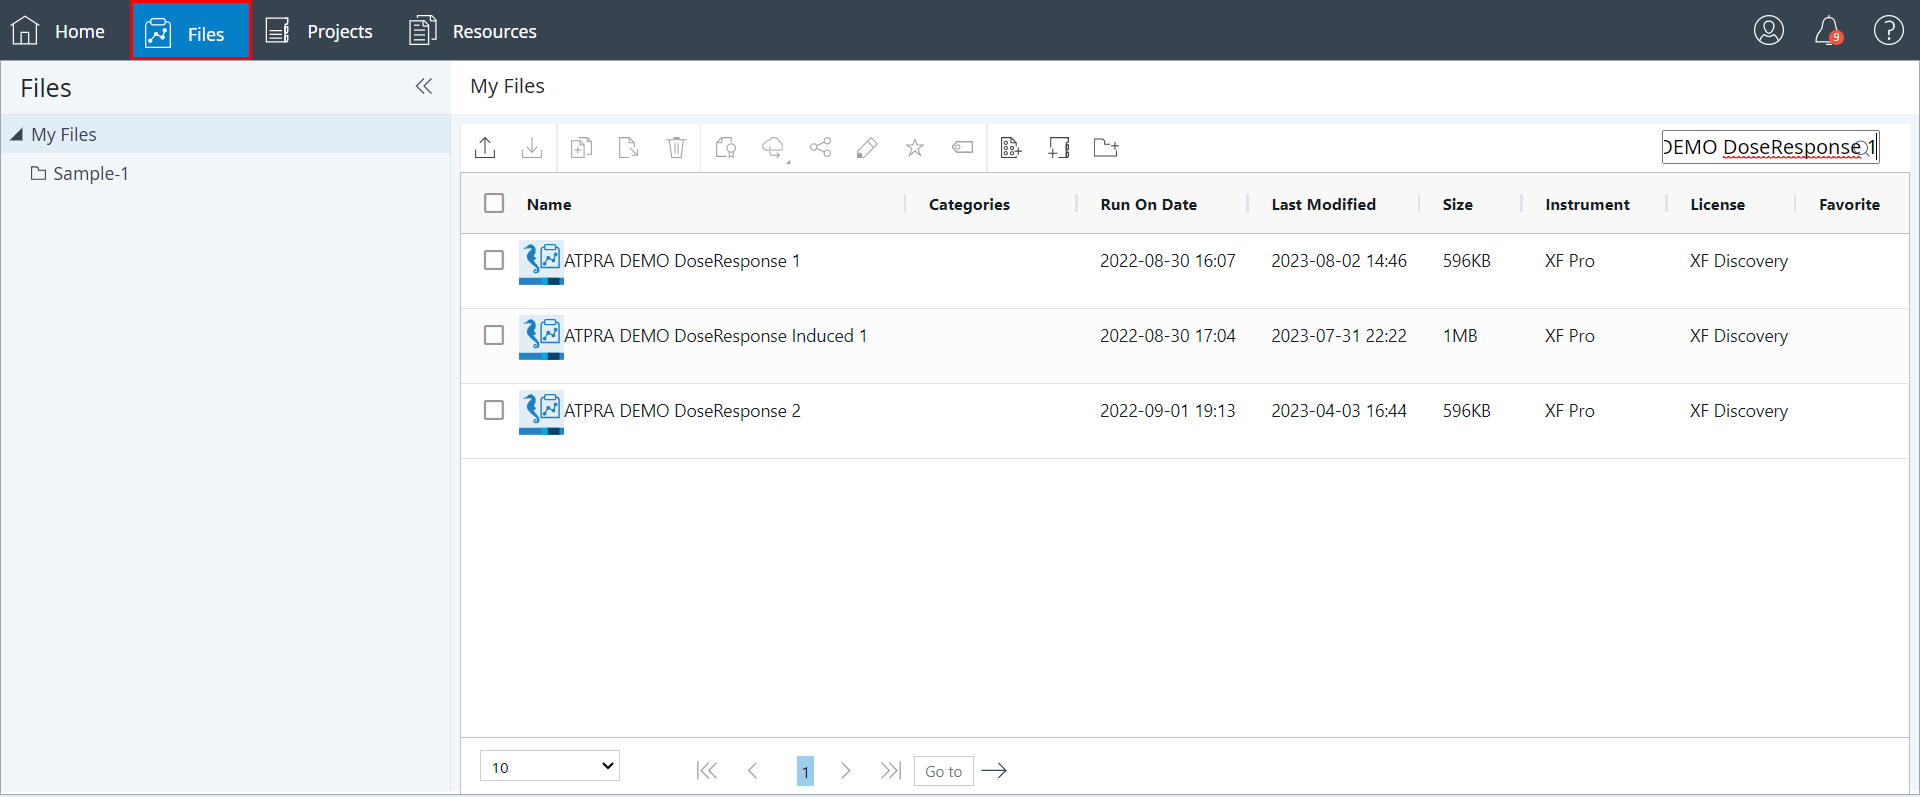 Home Files Projects Resources 9
Files
My Files
Sample-1
My Files
DEMO DoseResponse 1
Name Categories Run On Date Last Modified Size Instrument License Favorite
ATPRA DEMO DoseResponse 1 2022-08-30 16:07 2023-08-02 14:46 596KB XF Pro XF Discovery
ATPRA DEMO DoseResponse Induced 1 2022-08-30 17:04 2023-07-31 22:22 1MB XF Pro XF Discovery
ATPRA DEMO DoseResponse 2 2022-09-01 19:13 2023-04-03 16:44 596KB XF Pro XF Discovery
10 1 Go to